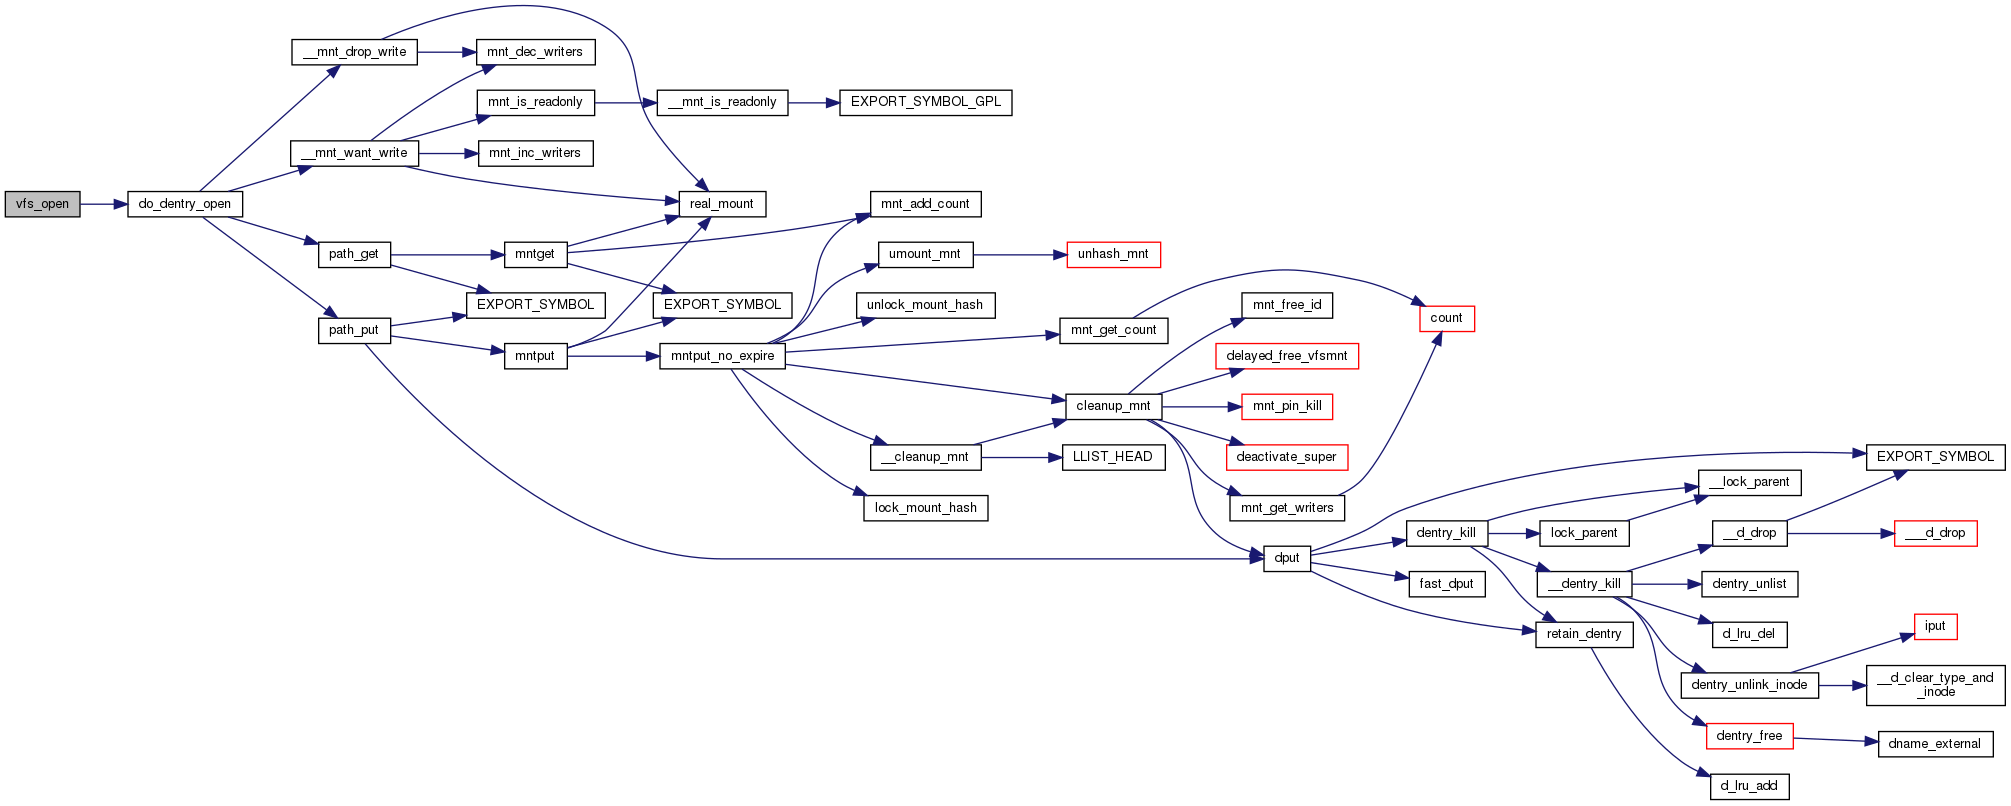 vfs_open
do_dentry_open
__mnt_drop_write
__mnt_want_write
path_get
path_put
mnt_dec_writers
mnt_is_readonly
mnt_inc_writers
mntget
EXPORT_SYMBOL
mntput
__mnt_is_readonly
real_mount
EXPORT_SYMBOL
mntput_no_expire
EXPORT_SYMBOL_GPL
mnt_add_count
umount_mnt
unlock_mount_hash
__cleanup_mnt
lock_mount_hash
unhash_mnt
mnt_get_count
cleanup_mnt
LLIST_HEAD
mnt_free_id
delayed_free_vfsmnt
mnt_pin_kill
deactivate_super
mnt_get_writers
dput
count
dentry_kill
fast_dput
lock_parent
__dentry_kill
retain_dentry
__lock_parent
__d_drop
dentry_unlist
d_lru_del
dentry_unlink_inode
dentry_free
d_lru_add
EXPORT_SYMBOL
___d_drop
iput
__d_clear_type_and
_inode
dname_external